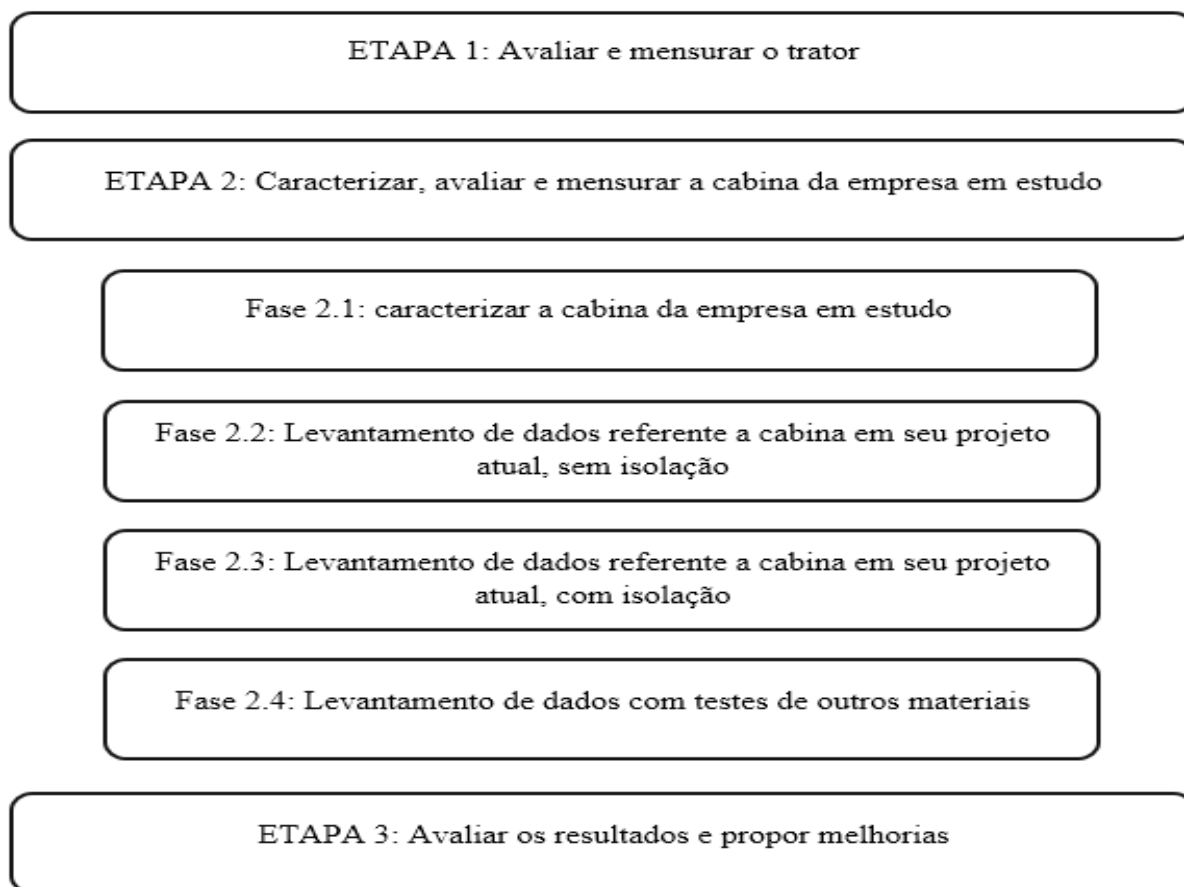 ETAPA 1: Avaliar e mensurar o trator
ETAPA 2: Caracterizar, avaliar e mensurar a cabina da empresa em estudo
Fase 2.1: caracterizar a cabina da empresa em estudo
Fase 2.2: Levantamento de dados referente a cabina em seu projeto
atual, sem isolação
Fase 2.3: Levantamento de dados referente a cabina em seu projeto
atual, com isolação
Fase 2.4: Levantamento de dados com testes de outros materiais
ETAPA 3: Avaliar os resultados e propor melhorias